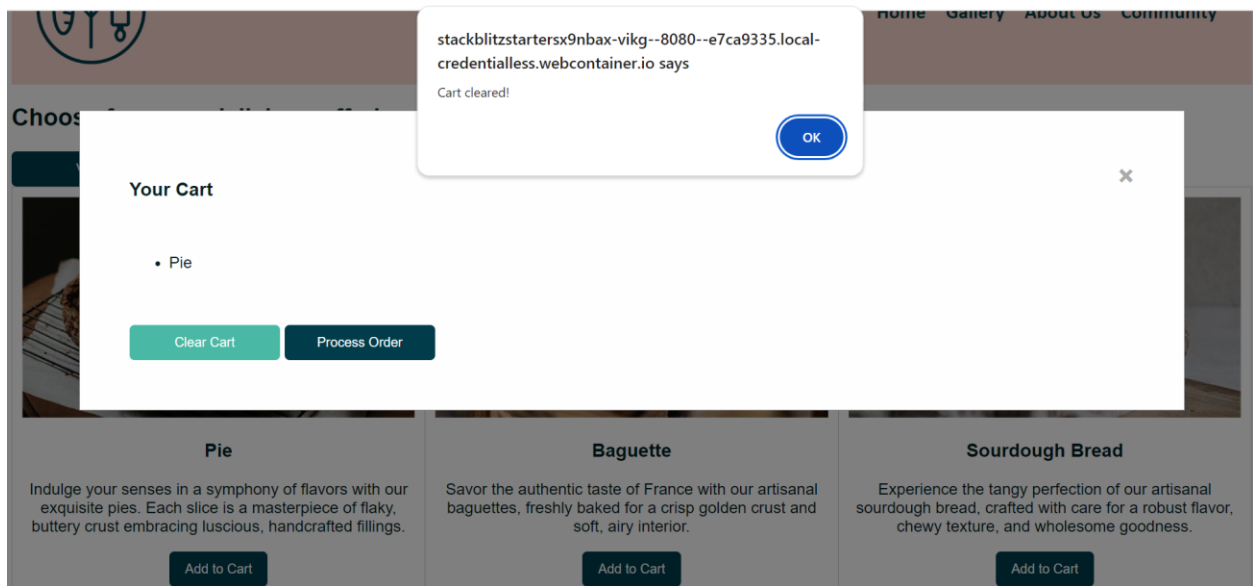 Home Gallery About Us Community
stackblitzstartersx9nbax-vikg--8080--e7ca9335.local-
credentialless.webcontainer.io says
Cart cleared!
OK
Choos
×
Your Cart
• Pie
Clear Cart Process Order
Pie Baguette Sourdough Bread
Indulge your senses in a symphony of flavors with our
exquisite pies. Each slice is a masterpiece of flaky,
buttery crust embracing luscious, handcrafted fillings.
Add to Cart
Savor the authentic taste of France with our artisanal
baguettes, freshly baked for a crisp golden crust and
soft, airy interior.
Add to Cart
Experience the tangy perfection of our artisanal
sourdough bread, crafted with care for a robust flavor,
chewy texture, and wholesome goodness.
Add to Cart